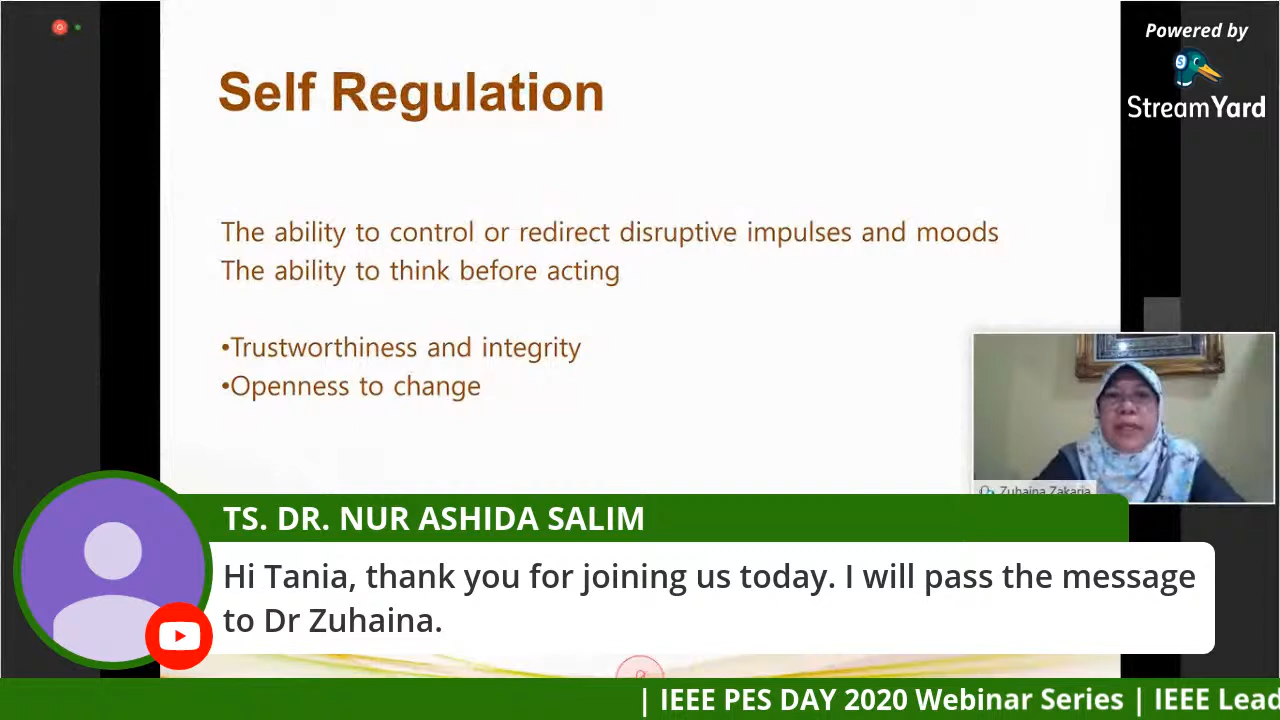 Powered by
StreamYard
Self Regulation
The ability to control or redirect disruptive impulses and moods
The ability to think before acting
•Trustworthiness and integrity
•Openness to change
Zuhaina Zakaria
TS. DR. NUR ASHIDA SALIM
Hi Tania, thank you for joining us today. I will pass the message
to Dr Zuhaina.
| IEEE PES DAY 2020 Webinar Series | IEEE Lead